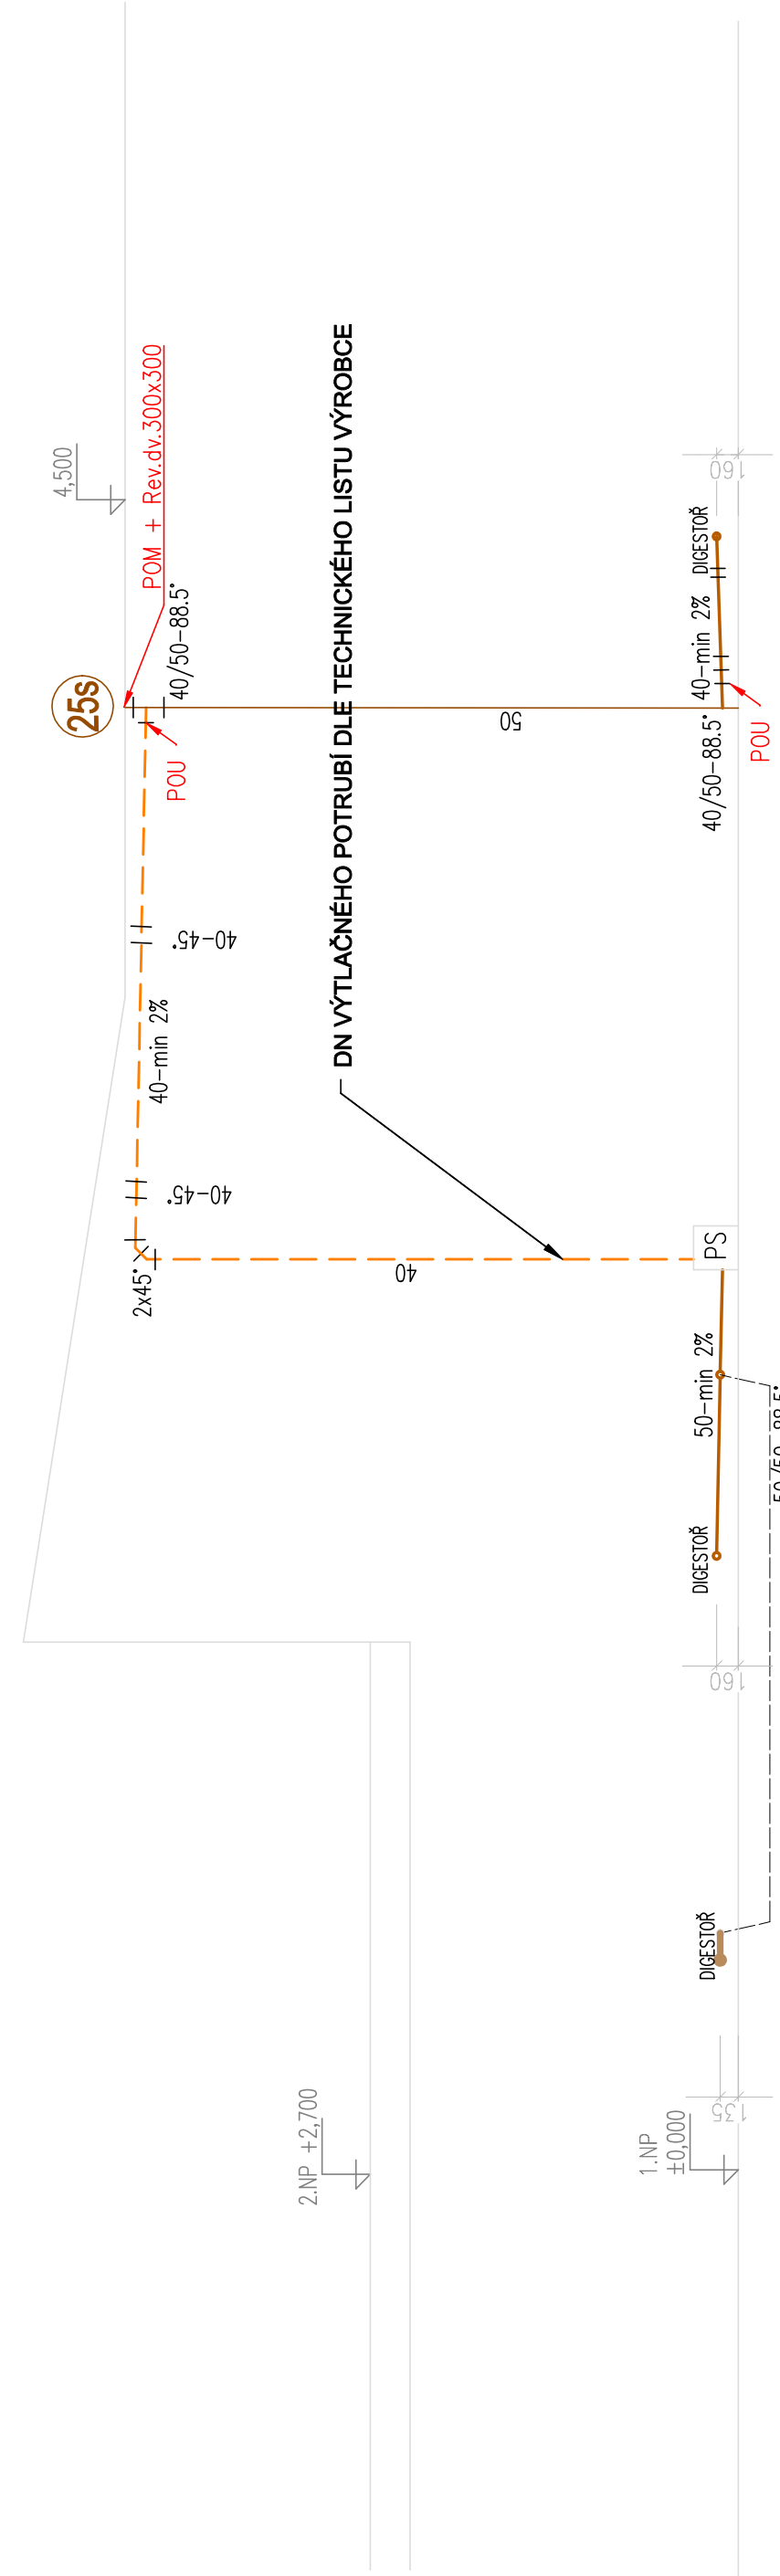 4,500
POM + Rev.dv.300x300
25s
40/50-88.5°
POU
40-45°
40-min 2%
40-45°
2x45°
DN VÝTLAČNÉHO POTRUBÍ DLE TECHNICKÉHO LISTU VÝROBCE
50
40
160
DIGESTOŘ
40-min 2%
40/50-88.5°
POU
PS
50-min 2%
DIGESTOŘ
160
DIGESTOŘ
135
2.NP +2,700
1.NP
±0,000